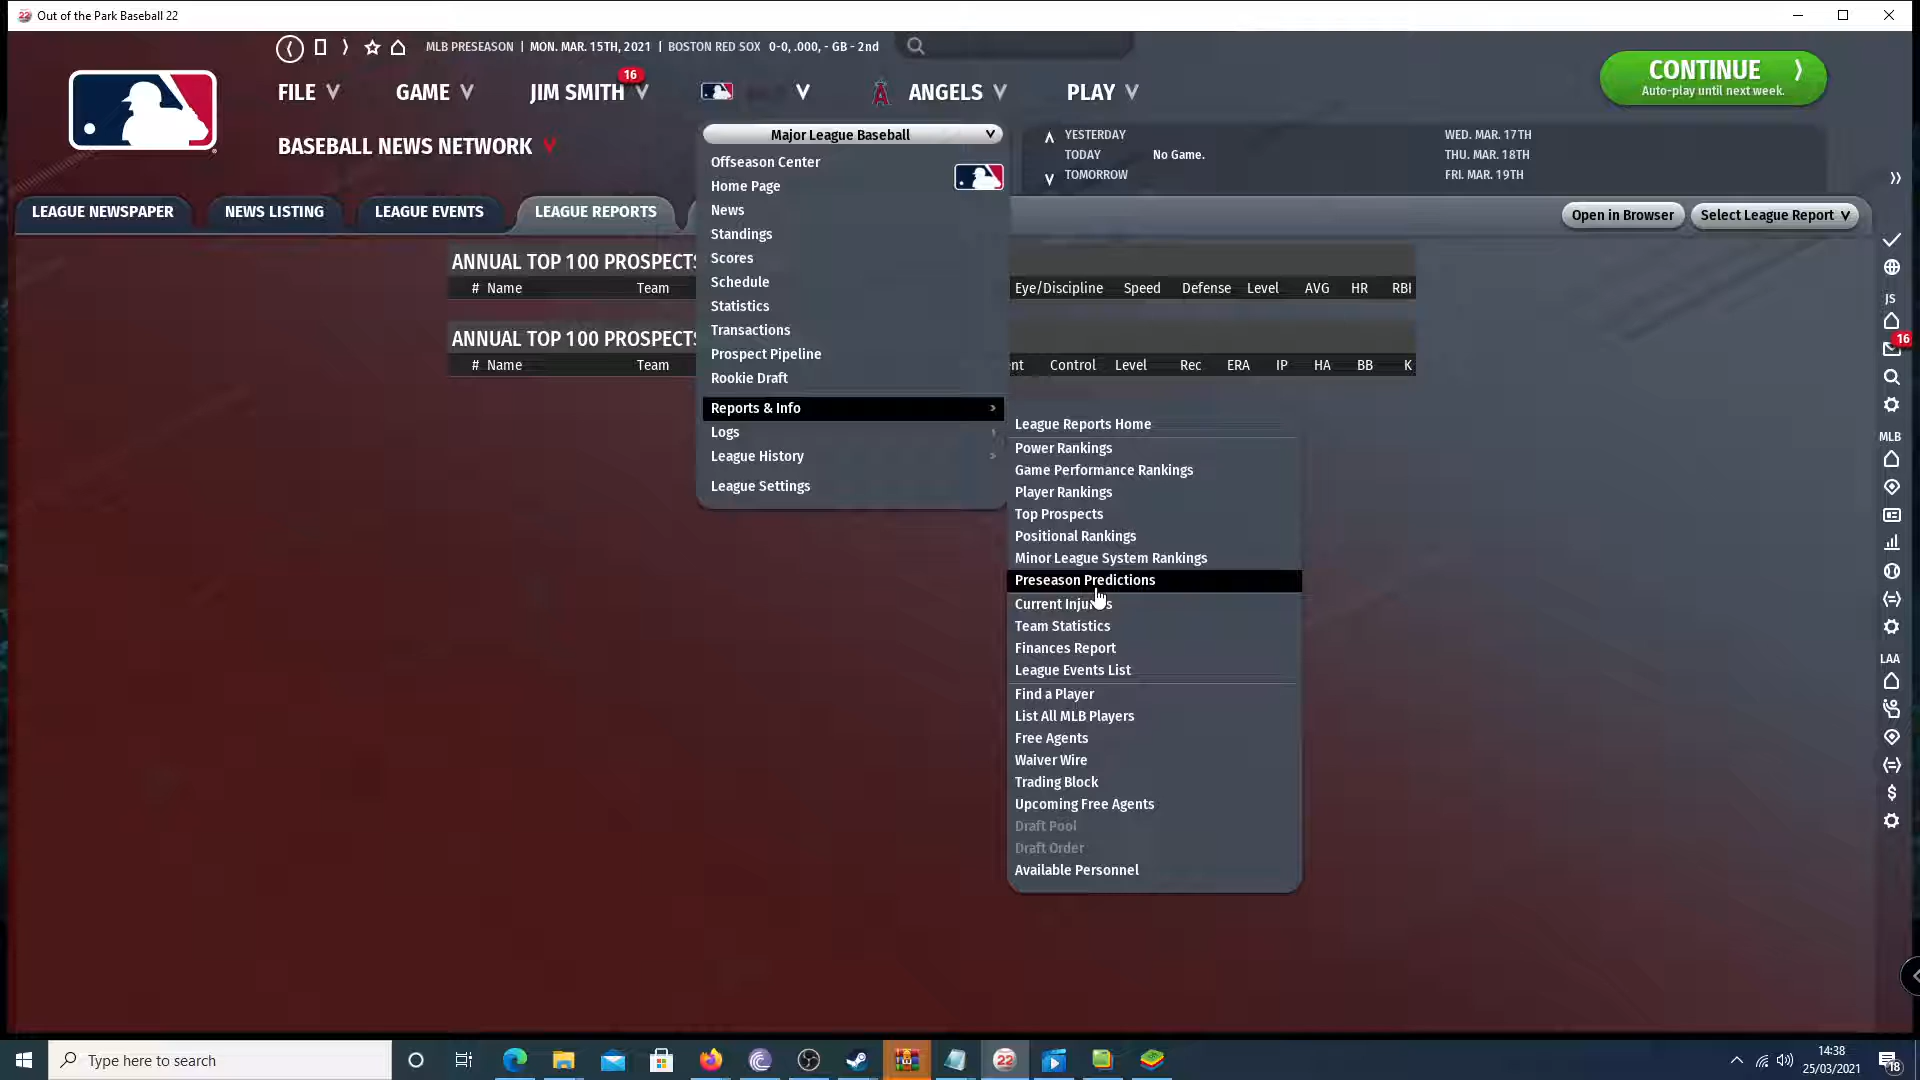 Out of the Park Baseball 22
MLB PRESEASON | MON. MAR. 15TH, 2021 | BOSTON RED SOX 0-0, .000, - GB - 2nd
FILE
GAME
JIM SMITH
16
ANGELS
PLAY
CONTINUE
Auto-play until next week.
BASEBALL NEWS NETWORK
Major League Baseball
YESTERDAY
TODAY No Game.
TOMORROW
WED. MAR. 17TH
THU. MAR. 18TH
FRI. MAR. 19TH
LEAGUE NEWSPAPER
NEWS LISTING
LEAGUE EVENTS
LEAGUE REPORTS
Open in Browser
Select League Report
ANNUAL TOP 100 PROSPECTS
# Name Team Eye/Discipline Speed Defense Level AVG HR RBI
ANNUAL TOP 100 PROSPECTS
# Name Team nt Control Level Rec ERA IP HA BB K
Offseason Center
Home Page
News
Standings
Scores
Schedule
Statistics
Transactions
Prospect Pipeline
Rookie Draft
Reports & Info
Logs
League History
League Settings
League Reports Home
Power Rankings
Game Performance Rankings
Player Rankings
Top Prospects
Positional Rankings
Minor League System Rankings
Preseason Predictions
Current Injuries
Team Statistics
Finances Report
League Events List
Find a Player
List All MLB Players
Free Agents
Waiver Wire
Trading Block
Upcoming Free Agents
Draft Pool
Draft Order
Available Personnel
JS
16
MLB
LAA
Type here to search
22
14:38
25/03/2021
18